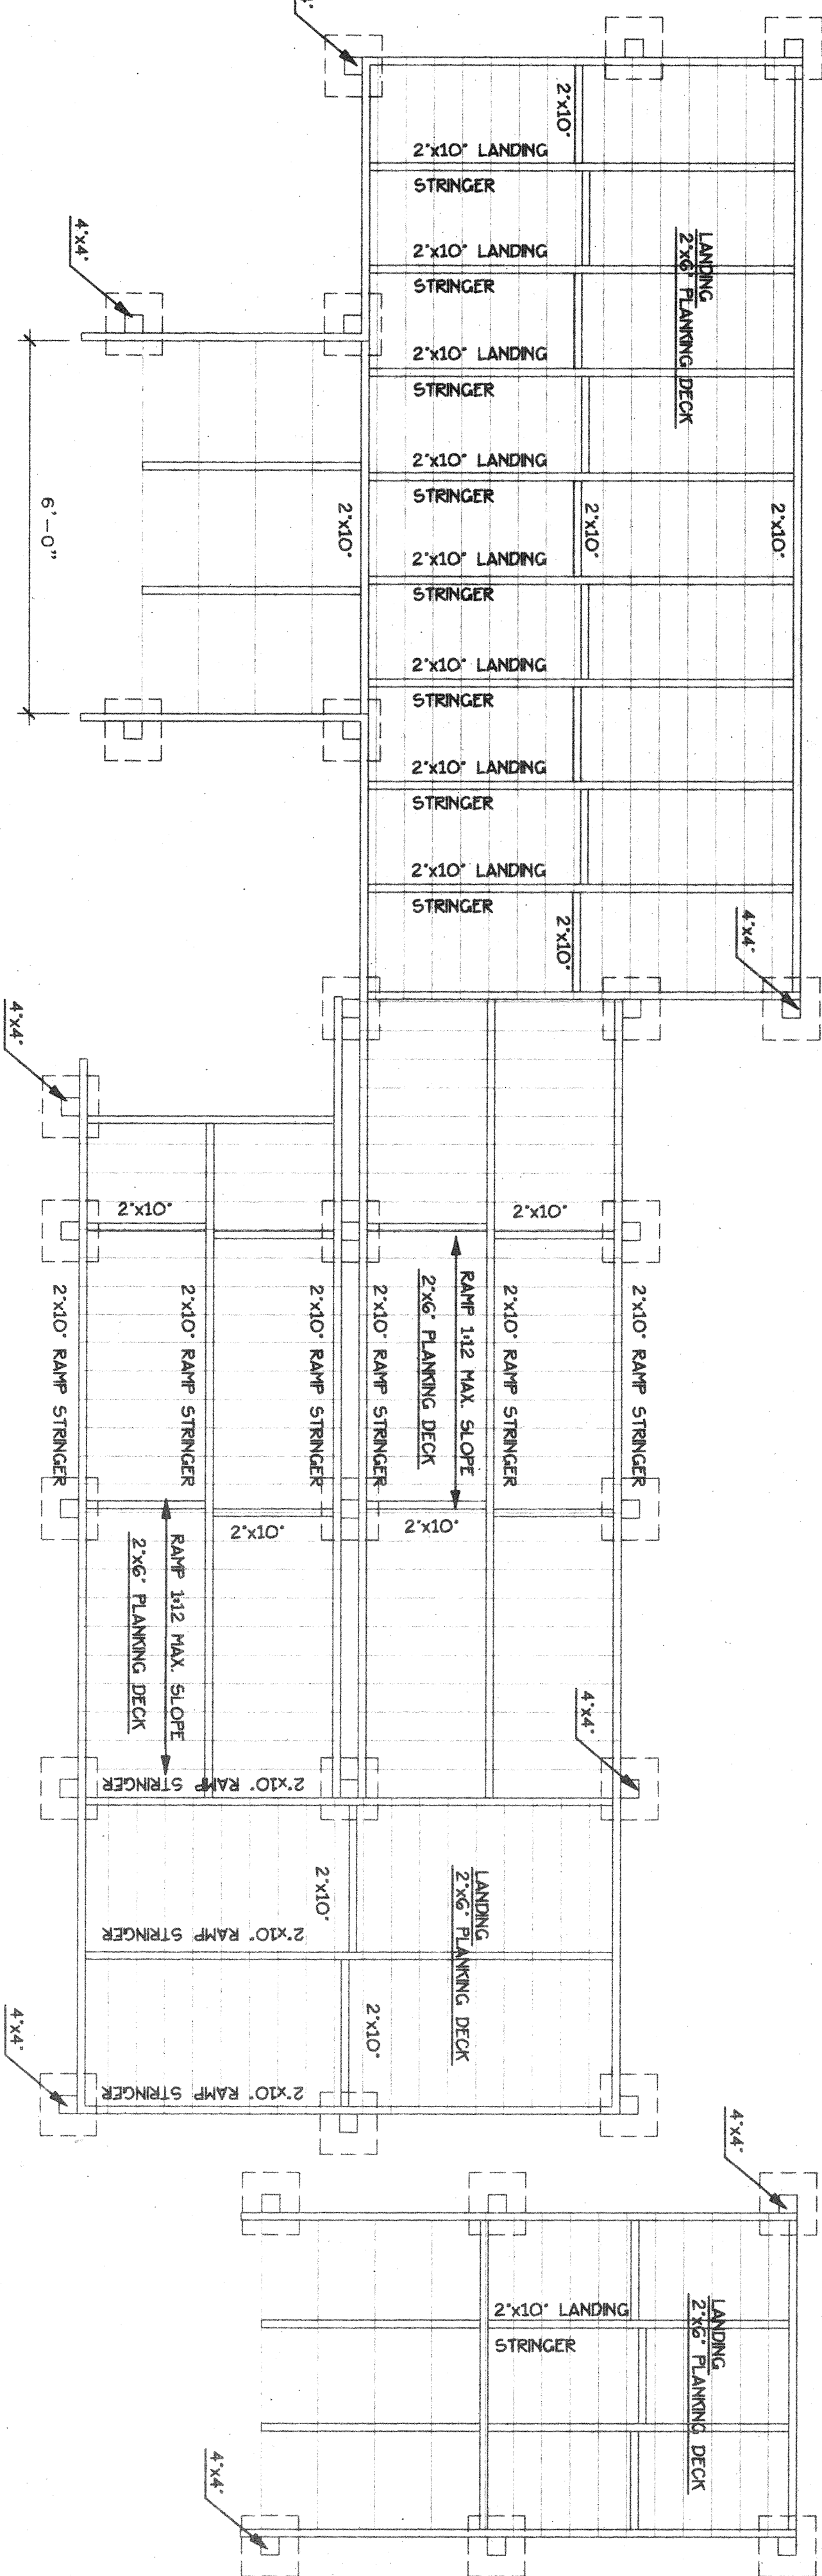 4"x4"
2"x10"
2"x10" LANDING
STRINGER
LANDING
2"x6" PLANKING DECK
4"x4"
2"x10" LANDING
STRINGER
2"x10" LANDING
STRINGER
2"x10" LANDING
STRINGER
6'-0"
2"x10"
2"x10"
2"x10"
2"x10" LANDING
STRINGER
2"x10" LANDING
STRINGER
2"x10" LANDING
STRINGER
2"x10" LANDING
STRINGER
2"x10"
4"x4"
4"x4"
2"x10"
2"x10"
RAMP 1:12 MAX. SLOPE
2"x6" PLANKING DECK
2"x10" RAMP STRINGER
2"x10" RAMP STRINGER
2"x10" RAMP STRINGER
2"x10" RAMP STRINGER
2"x10" RAMP STRINGER
2"x10" RAMP STRINGER
2"x10"
2"x10"
RAMP 1:12 MAX. SLOPE
2"x6" PLANKING DECK
4"x4"
2"x10" RAMP STRINGER
2"x10"
LANDING
2"x6" PLANKING DECK
2"x10" RAMP STRINGER
2"x10"
4"x4"
2"x10" RAMP STRINGER
4"x4"
2"x10" LANDING
STRINGER
LANDING
2"x6" PLANKING DECK
4"x4"